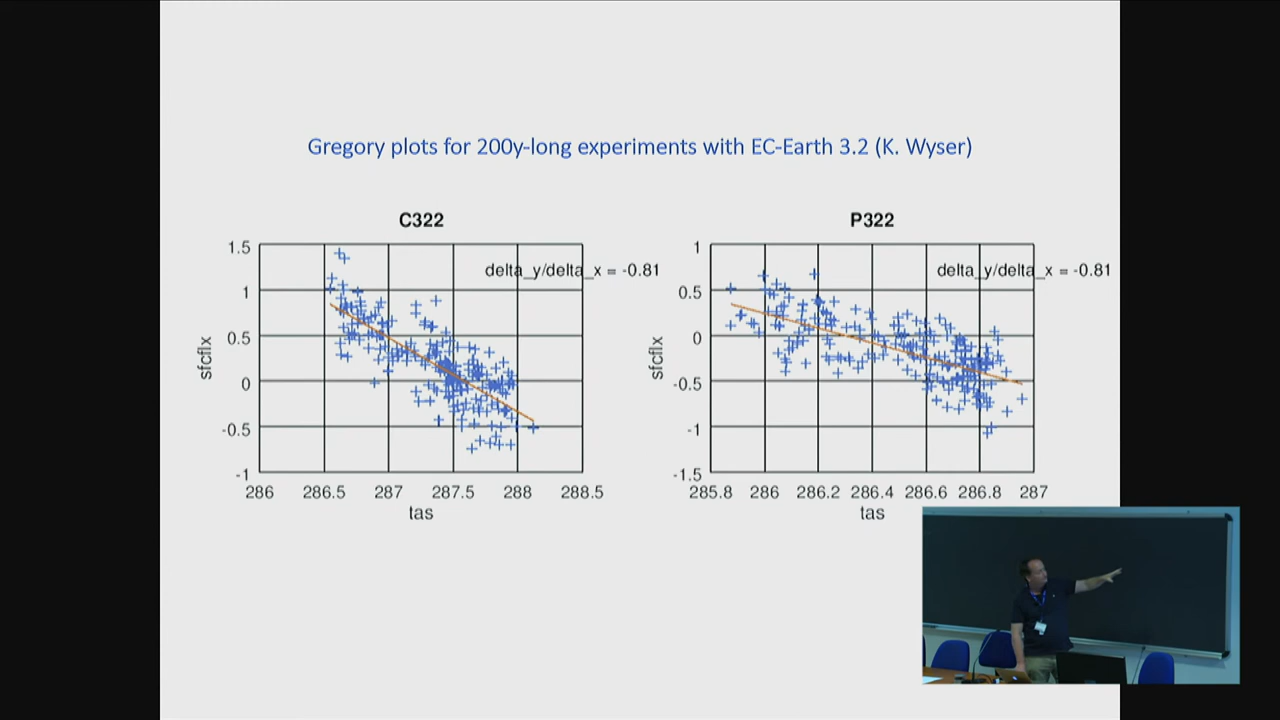 Gregory plots for 200y-long experiments with EC-Earth 3.2 (K. Wyser)
C322
delta_y/delta_x = -0.81
1.5
1
0.5
0
-0.5
-1
sfcflx
286 286.5 287 287.5 288 288.5
tas
P322
delta_y/delta_x = -0.81
1
0.5
0
-0.5
-1
-1.5
sfcflx
285.8 286 286.2 286.4 286.6 286.8 287
tas